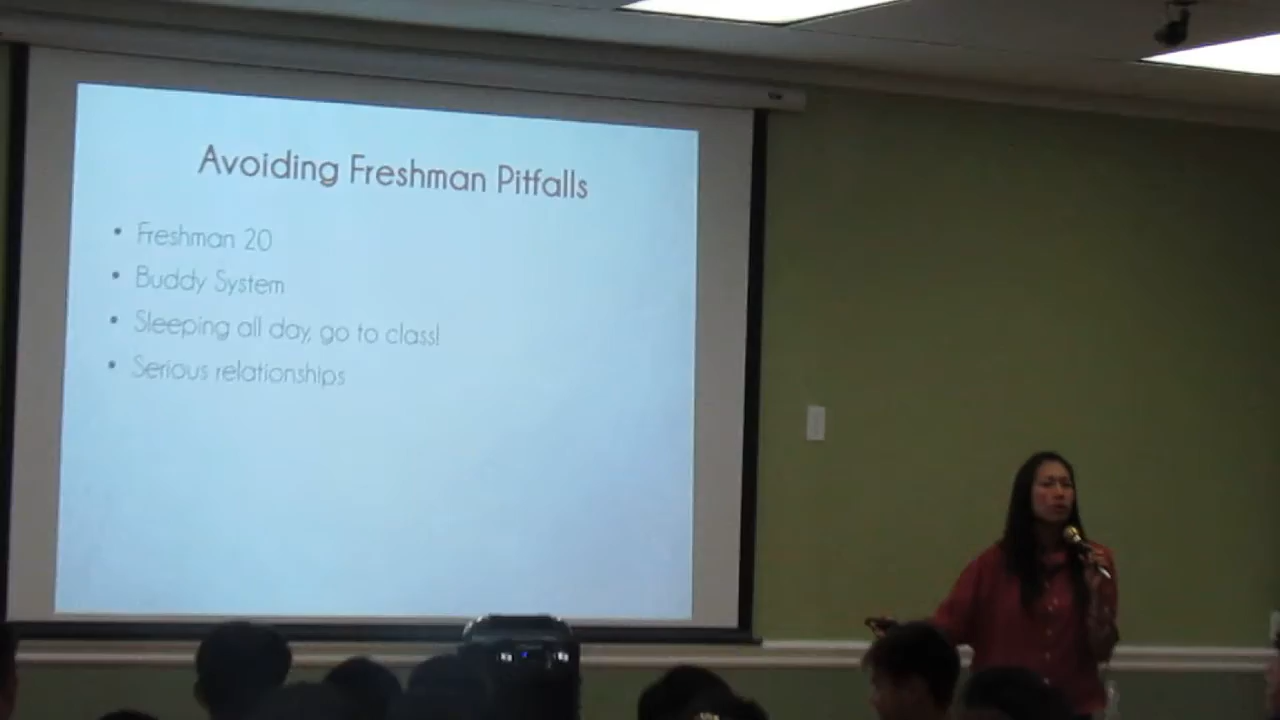 Avoiding Freshman Pitfalls
• Freshman 20
• Buddy System
• Sleeping all day, go to class!
• Serious relationships